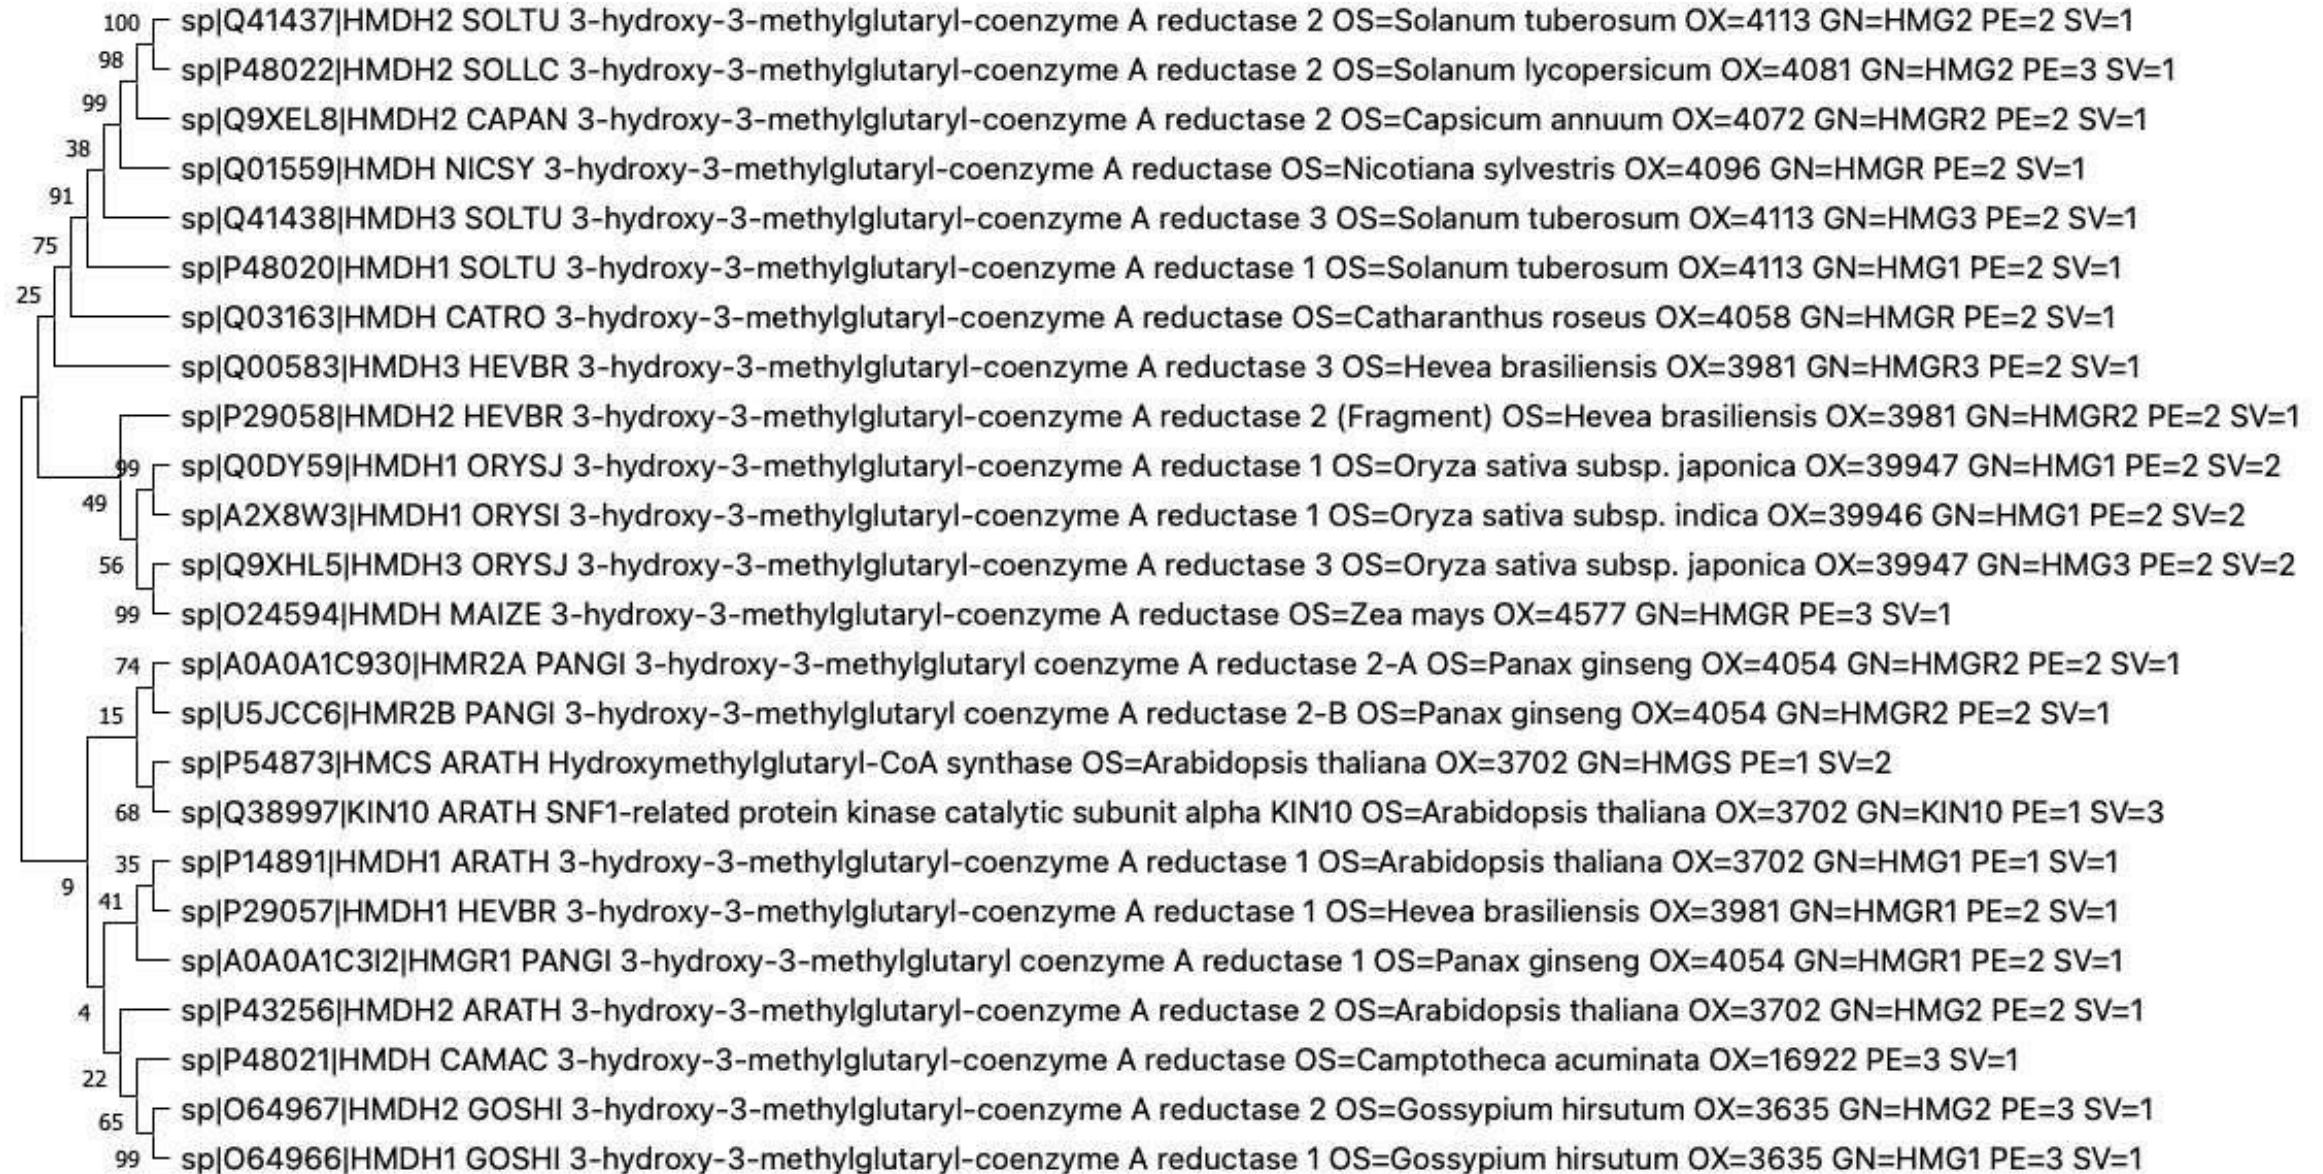 100 sp|Q41437|HMDH2 SOLTU 3-hydroxy-3-methylglutaryl-coenzyme A reductase 2 OS=Solanum tuberosum OX=4113 GN=HMG2 PE=2 SV=1
98 sp|P48022|HMDH2 SOLLC 3-hydroxy-3-methylglutaryl-coenzyme A reductase 2 OS=Solanum lycopersicum OX=4081 GN=HMG2 PE=3 SV=1
99 sp|Q9XEL8|HMDH2 CAPAN 3-hydroxy-3-methylglutaryl-coenzyme A reductase 2 OS=Capsicum annuum OX=4072 GN=HMGR2 PE=2 SV=1
38 sp|Q01559|HMDH NICSY 3-hydroxy-3-methylglutaryl-coenzyme A reductase OS=Nicotiana sylvestris OX=4096 GN=HMGR PE=2 SV=1
91 sp|Q41438|HMDH3 SOLTU 3-hydroxy-3-methylglutaryl-coenzyme A reductase 3 OS=Solanum tuberosum OX=4113 GN=HMG3 PE=2 SV=1
75 sp|P48020|HMDH1 SOLTU 3-hydroxy-3-methylglutaryl-coenzyme A reductase 1 OS=Solanum tuberosum OX=4113 GN=HMG1 PE=2 SV=1
25 sp|Q03163|HMDH CATRO 3-hydroxy-3-methylglutaryl-coenzyme A reductase OS=Catharanthus roseus OX=4058 GN=HMGR PE=2 SV=1
sp|Q00583|HMDH3 HEVBR 3-hydroxy-3-methylglutaryl-coenzyme A reductase 3 OS=Hevea brasiliensis OX=3981 GN=HMGR3 PE=2 SV=1
sp|P29058|HMDH2 HEVBR 3-hydroxy-3-methylglutaryl-coenzyme A reductase 2 (Fragment) OS=Hevea brasiliensis OX=3981 GN=HMGR2 PE=2 SV=1
99 sp|Q0DY59|HMDH1 ORYSJ 3-hydroxy-3-methylglutaryl-coenzyme A reductase 1 OS=Oryza sativa subsp. japonica OX=39947 GN=HMG1 PE=2 SV=2
49 sp|A2X8W3|HMDH1 ORYSI 3-hydroxy-3-methylglutaryl-coenzyme A reductase 1 OS=Oryza sativa subsp. indica OX=39946 GN=HMG1 PE=2 SV=2
56 sp|Q9XHL5|HMDH3 ORYSJ 3-hydroxy-3-methylglutaryl-coenzyme A reductase 3 OS=Oryza sativa subsp. japonica OX=39947 GN=HMG3 PE=2 SV=2
99 sp|O24594|HMDH MAIZE 3-hydroxy-3-methylglutaryl-coenzyme A reductase OS=Zea mays OX=4577 GN=HMGR PE=3 SV=1
74 sp|A0A0A1C930|HMR2A PANGI 3-hydroxy-3-methylglutaryl coenzyme A reductase 2-A OS=Panax ginseng OX=4054 GN=HMGR2 PE=2 SV=1
15 sp|U5JCC6|HMR2B PANGI 3-hydroxy-3-methylglutaryl coenzyme A reductase 2-B OS=Panax ginseng OX=4054 GN=HMGR2 PE=2 SV=1
sp|P54873|HMCS ARATH Hydroxymethylglutaryl-CoA synthase OS=Arabidopsis thaliana OX=3702 GN=HMGS PE=1 SV=2
68 sp|Q38997|KIN10 ARATH SNF1-related protein kinase catalytic subunit alpha KIN10 OS=Arabidopsis thaliana OX=3702 GN=KIN10 PE=1 SV=3
35 sp|P14891|HMDH1 ARATH 3-hydroxy-3-methylglutaryl-coenzyme A reductase 1 OS=Arabidopsis thaliana OX=3702 GN=HMG1 PE=1 SV=1
9 41 sp|P29057|HMDH1 HEVBR 3-hydroxy-3-methylglutaryl-coenzyme A reductase 1 OS=Hevea brasiliensis OX=3981 GN=HMGR1 PE=2 SV=1
sp|A0A0A1C3I2|HMGR1 PANGI 3-hydroxy-3-methylglutaryl coenzyme A reductase 1 OS=Panax ginseng OX=4054 GN=HMGR1 PE=2 SV=1
4 sp|P43256|HMDH2 ARATH 3-hydroxy-3-methylglutaryl-coenzyme A reductase 2 OS=Arabidopsis thaliana OX=3702 GN=HMG2 PE=2 SV=1
22 sp|P48021|HMDH CAMAC 3-hydroxy-3-methylglutaryl-coenzyme A reductase OS=Camptotheca acuminata OX=16922 PE=3 SV=1
65 sp|O64967|HMDH2 GOSHI 3-hydroxy-3-methylglutaryl-coenzyme A reductase 2 OS=Gossypium hirsutum OX=3635 GN=HMG2 PE=3 SV=1
99 sp|O64966|HMDH1 GOSHI 3-hydroxy-3-methylglutaryl-coenzyme A reductase 1 OS=Gossypium hirsutum OX=3635 GN=HMG1 PE=3 SV=1